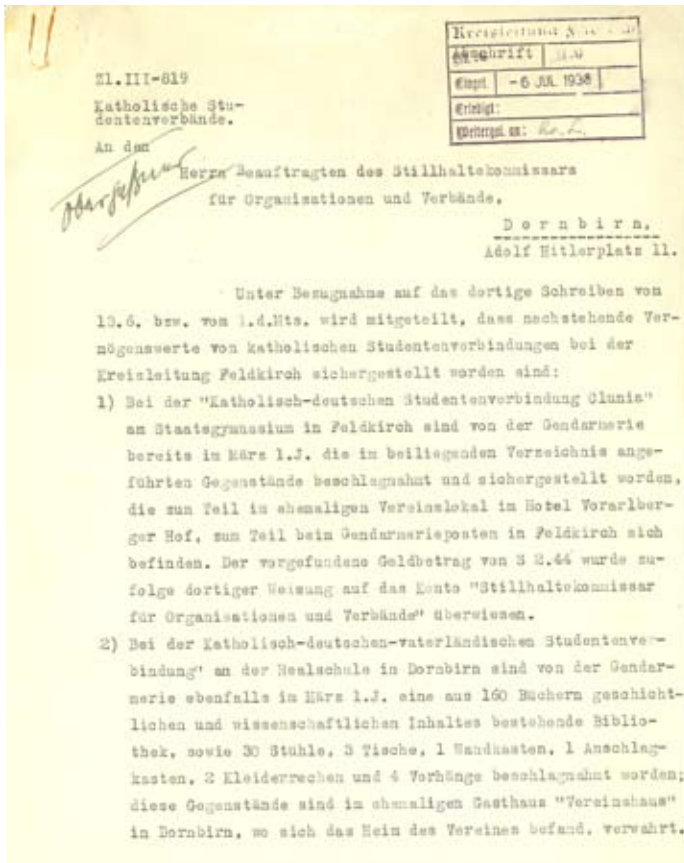 Kreisleitung
Abschrift
Eingel. -6 JUL 1938
Erledigt:
Weitergel. an:
Zl.III-819
Katholische Stu-
dentenverbände.
An den
Herrn Beauftragten des Stillhaltekommissars
für Organisationen und Verbände.
Dornbirn,
Adolf Hitlerplatz 11.
Unter Bezugnahme auf das dortige Schreiben vom
13.6. bzw. vom 1.d.Mts. wird mitgeteilt, dass nachstehende Ver-
mögenswerte von katholischen Studentenverbindungen bei der
Kreisleitung Feldkirch sichergestellt worden sind:
1) Bei der "Katholisch-deutschen Studentenverbindung Clunia"
am Staatsgymnasium in Feldkirch sind von der Gendarmerie
bereits im März l.J. die im beiliegenden Verzeichnis ange-
führten Gegenstände beschlagnahmt und sichergestellt worden,
die zum Teil im ehemaligen Vereinslokal im Hotel Vorarlber-
ger Hof, zum Teil beim Gendarmerieposten in Feldkirch sich
befinden. Der vorgefundene Geldbetrag von S 2.44 wurde zu-
folge dortiger Weisung auf das Konto "Stillhaltekommissar
für Organisationen und Verbände" überwiesen.
2) Bei der Katholisch-deutschen-vaterländischen Studentenver-
bindung" an der Realschule in Dornbirn sind von der Gendar-
merie ebenfalls im März l.J. eine aus 160 Büchern geschicht-
lichen und wissenschaftlichen Inhaltes bestehende Biblio-
thek, sowie 30 Stühle, 3 Tische, 1 Wandkasten, 1 Anschlag-
kasten, 2 Kleiderrechen und 4 Vorhänge beschlagnahmt worden;
diese Gegenstände sind im ehemaligen Gasthaus "Vereinshaus"
in Dornbirn, wo sich das Heim des Vereines befand, verwahrt.